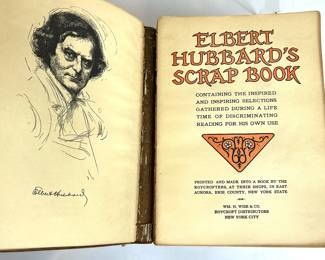 Elbert Hubbard
ELBERT
HUBBARD'S
SCRAP BOOK
CONTAINING THE INSPIRED
AND INSPIRING SELECTIONS
GATHERED DURING A LIFE
TIME OF DISCRIMINATING
READING FOR HIS OWN USE
PRINTED AND MADE INTO A BOOK BY THE
ROYCROFTERS, AT THEIR SHOPS, IN EAST
AURORA, ERIE COUNTY, NEW YORK STATE
WM. H. WISE & CO.
ROYCROFT DISTRIBUTORS
NEW YORK CITY